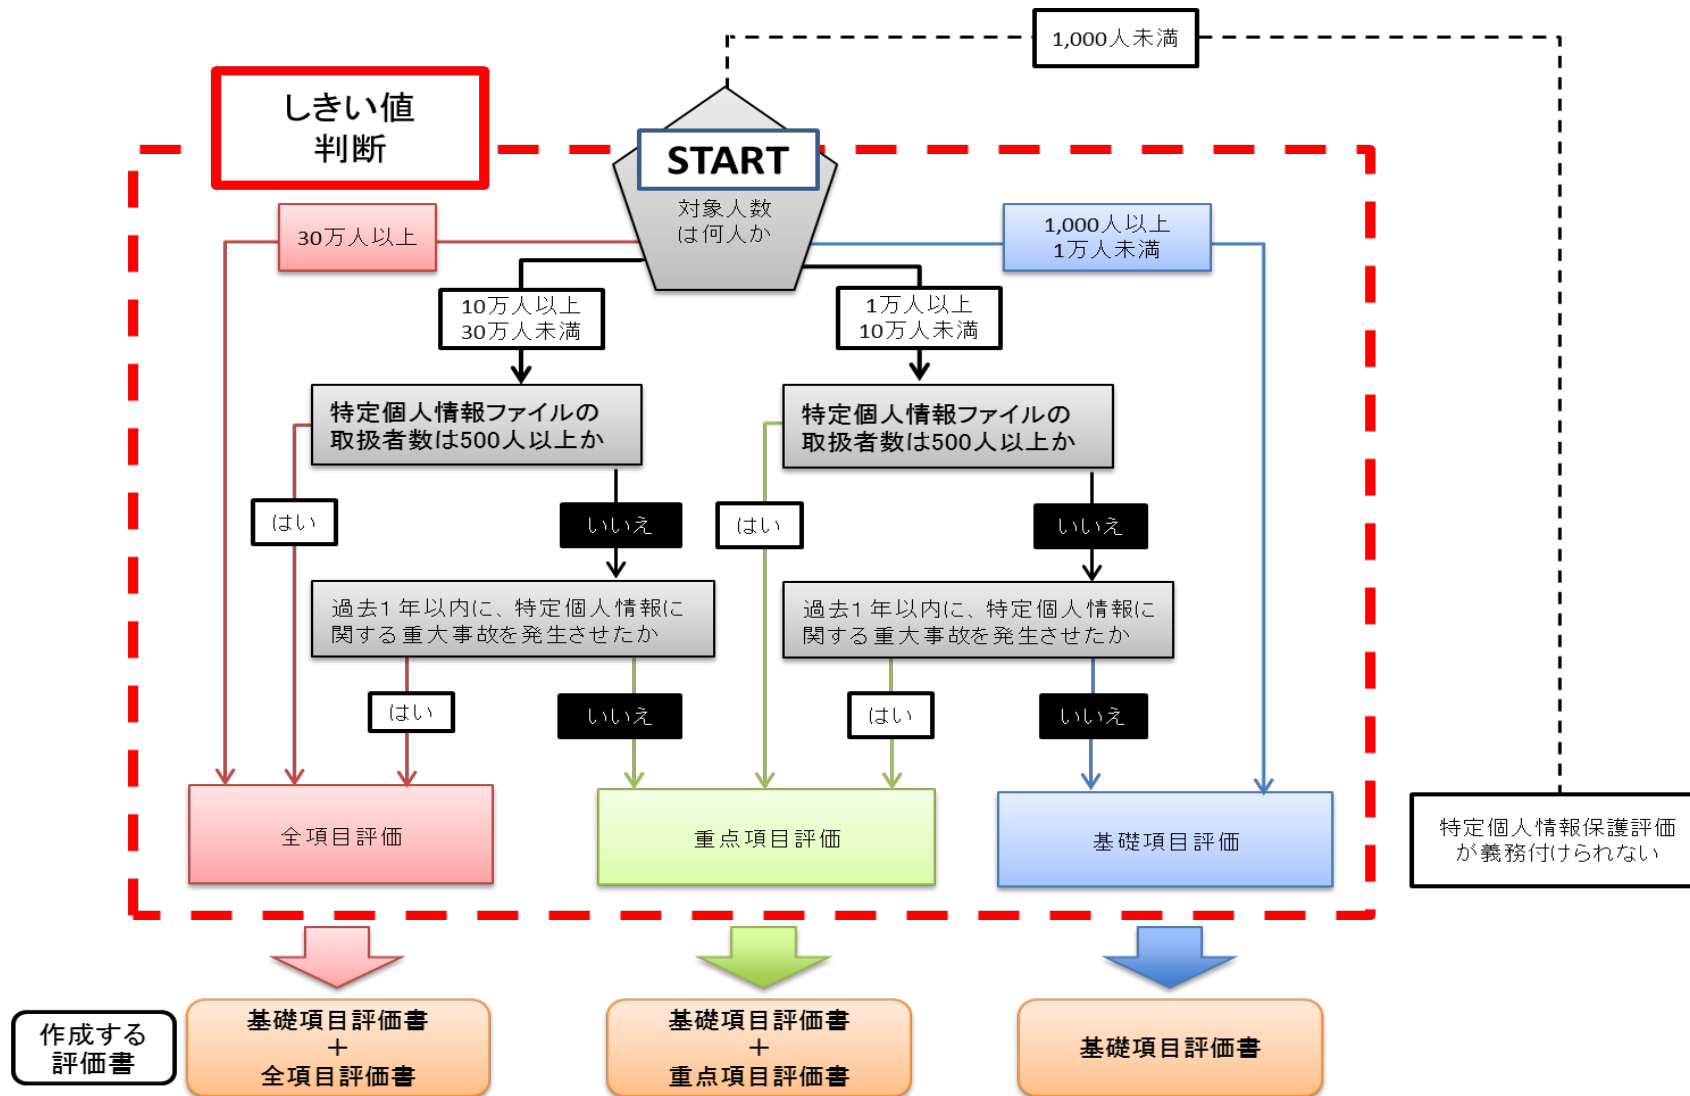 1,000人未満
しきい値
判断
START
対象人数
は何人か
30万人以上
1,000人以上
1万人未満
10万人以上
30万人未満
1万人以上
10万人未満
特定個人情報ファイルの
取扱者数は500人以上か
特定個人情報ファイルの
取扱者数は500人以上か
はい
いいえ
はい
いいえ
過去1年以内に、特定個人情報に
関する重大事故を発生させたか
過去1年以内に、特定個人情報に
関する重大事故を発生させたか
はい
いいえ
はい
いいえ
全項目評価
重点項目評価
基礎項目評価
特定個人情報保護評価
が義務付けられない
作成する
評価書
基礎項目評価書
+
全項目評価書
基礎項目評価書
+
重点項目評価書
基礎項目評価書